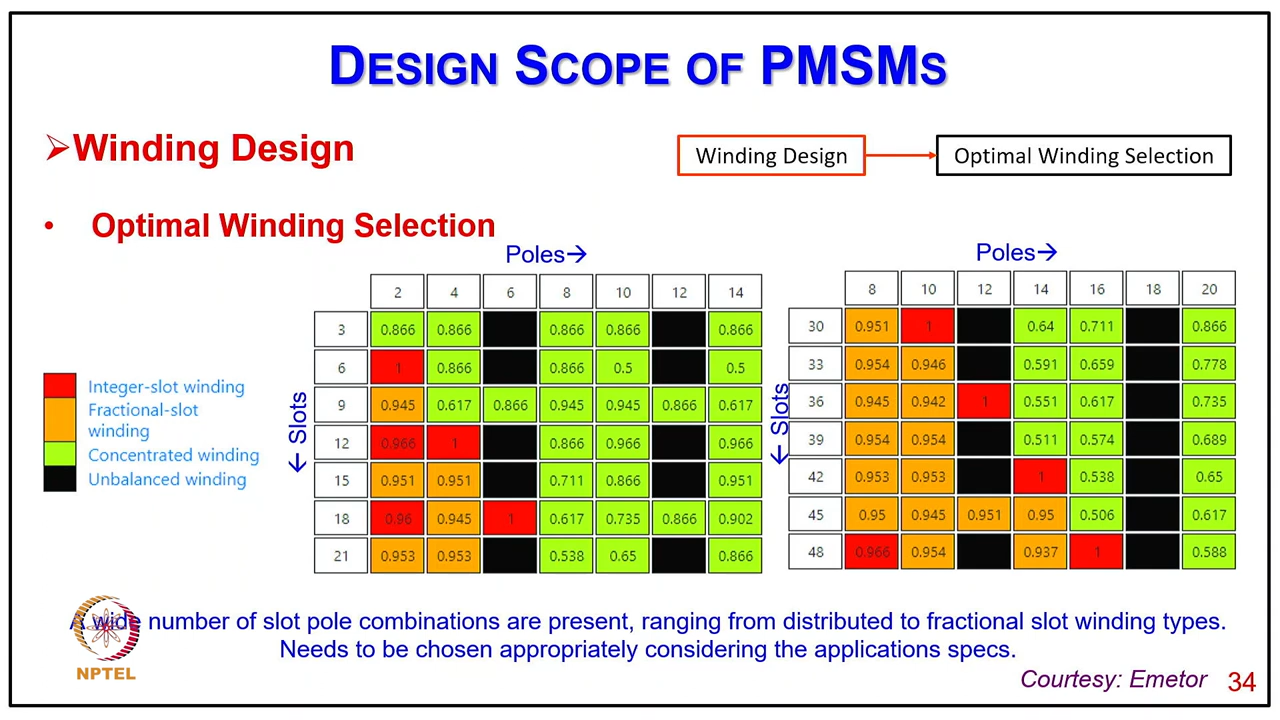 DESIGN SCOPE OF PMSMS
➢Winding Design
Winding Design
Optimal Winding Selection
• Optimal Winding Selection
Poles→
2 4 6 8 10 12 14
3 0.866 0.866 0.866 0.866 0.866
6 1 0.866 0.866 0.5 0.5
9 0.945 0.617 0.866 0.945 0.945 0.866 0.617
12 0.966 1 0.866 0.966 0.966
15 0.951 0.951 0.711 0.866 0.951
18 0.96 0.945 1 0.617 0.735 0.866 0.902
21 0.953 0.953 0.538 0.65 0.866
← Slots
Poles→
8 10 12 14 16 18 20
30 0.951 1 0.64 0.711 0.866
33 0.954 0.946 0.591 0.659 0.778
36 0.945 0.942 1 0.551 0.617 0.735
39 0.954 0.954 0.511 0.574 0.689
42 0.953 0.953 1 0.538 0.65
45 0.95 0.945 0.951 0.95 0.506 0.617
48 0.966 0.954 0.937 1 0.588
← Slots
Integer-slot winding
Fractional-slot
winding
Concentrated winding
Unbalanced winding
A wide number of slot pole combinations are present, ranging from distributed to fractional slot winding types.
Needs to be chosen appropriately considering the applications specs.
NPTEL
Courtesy: Emetor
34